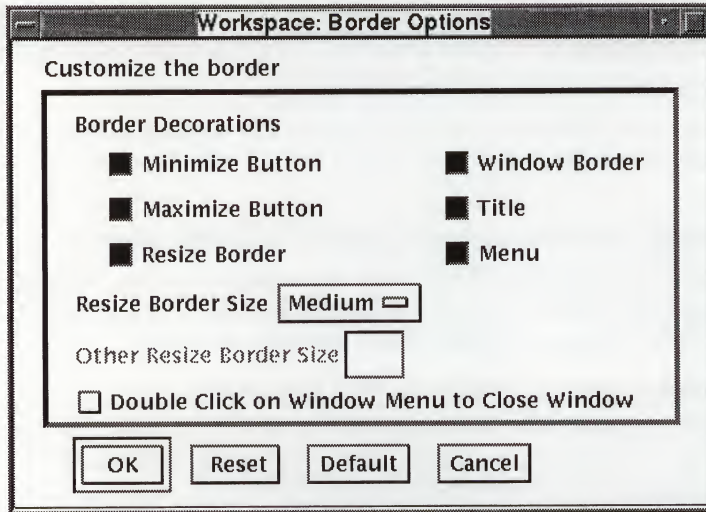 Workspace: Border Options
Customize the border
Border Decorations
Minimize Button
Window Border
Maximize Button
Title
Resize Border
Menu
Resize Border Size Medium
Other Resize Border Size
Double Click on Window Menu to Close Window
OK Reset Default Cancel